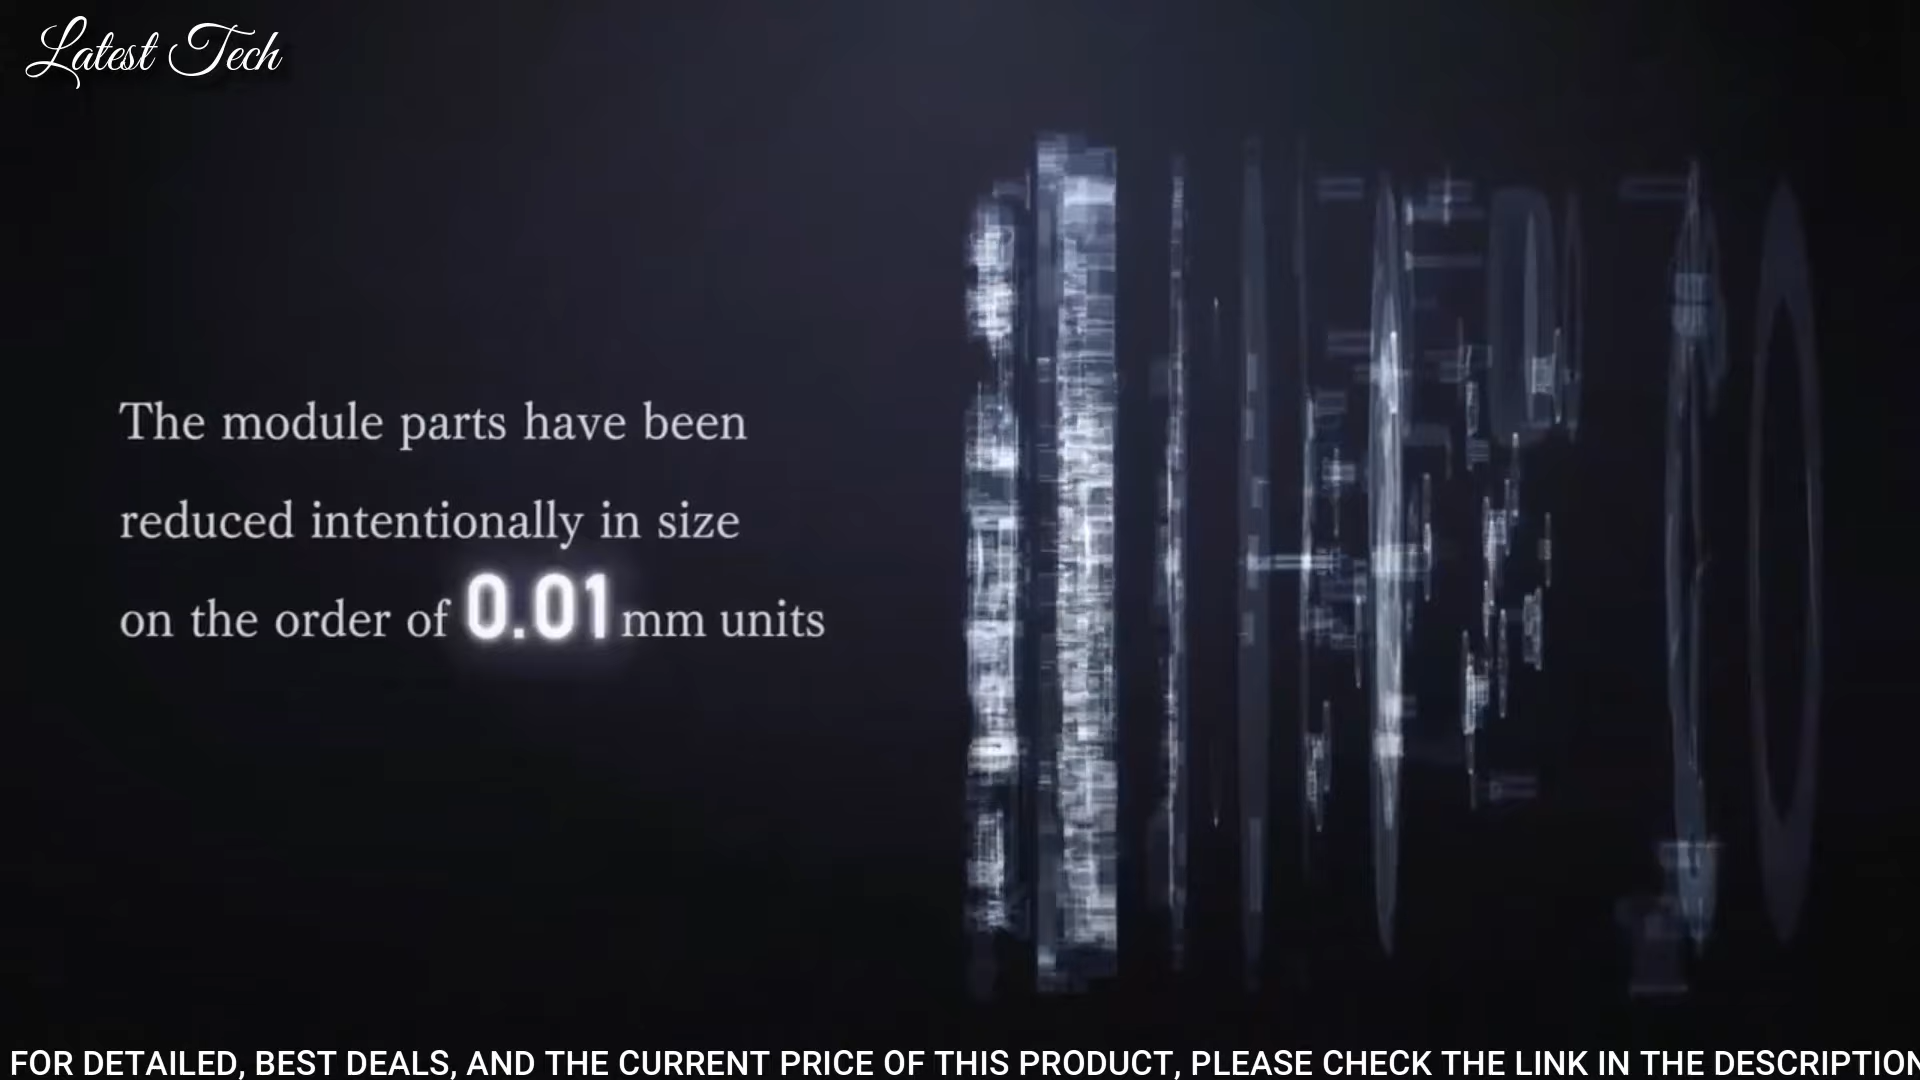 Latest Tech
The module parts have been
reduced intentionally in size
on the order of 0.01 mm units
FOR DETAILED, BEST DEALS, AND THE CURRENT PRICE OF THIS PRODUCT, PLEASE CHECK THE LINK IN THE DESCRIPTION